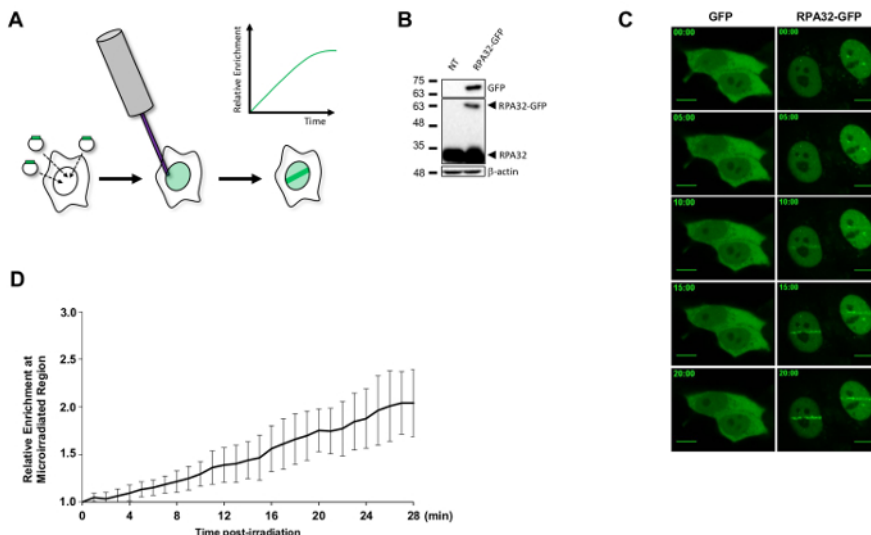 A
Relative Enrichment
Time
B
NT
RPA32-GFP
75
63
63
48
35
48
GFP
RPA32-GFP
RPA32
β-actin
C
GFP
RPA32-GFP
00:00
00:00
05:00
05:00
10:00
10:00
15:00
15:00
20:00
20:00
D
Relative Enrichment at
Microirradiated Region
3.0
2.5
2.0
1.5
1.0
0
4
8
12
16
20
24
28
(min)
Time post-irradiation